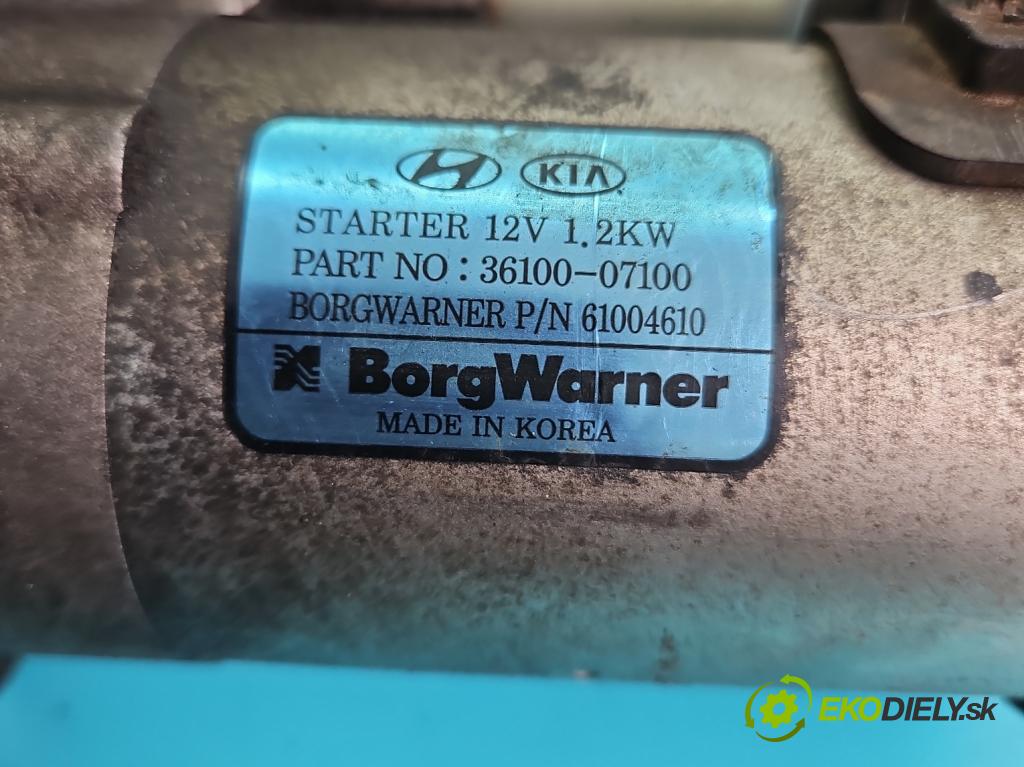 KIA
STARTER 12V 1.2KW
PART NO : 36100-07100
BORGWARNER P/N 61004610
BorgWarner
MADE IN KOREA
EKODIELY.sk